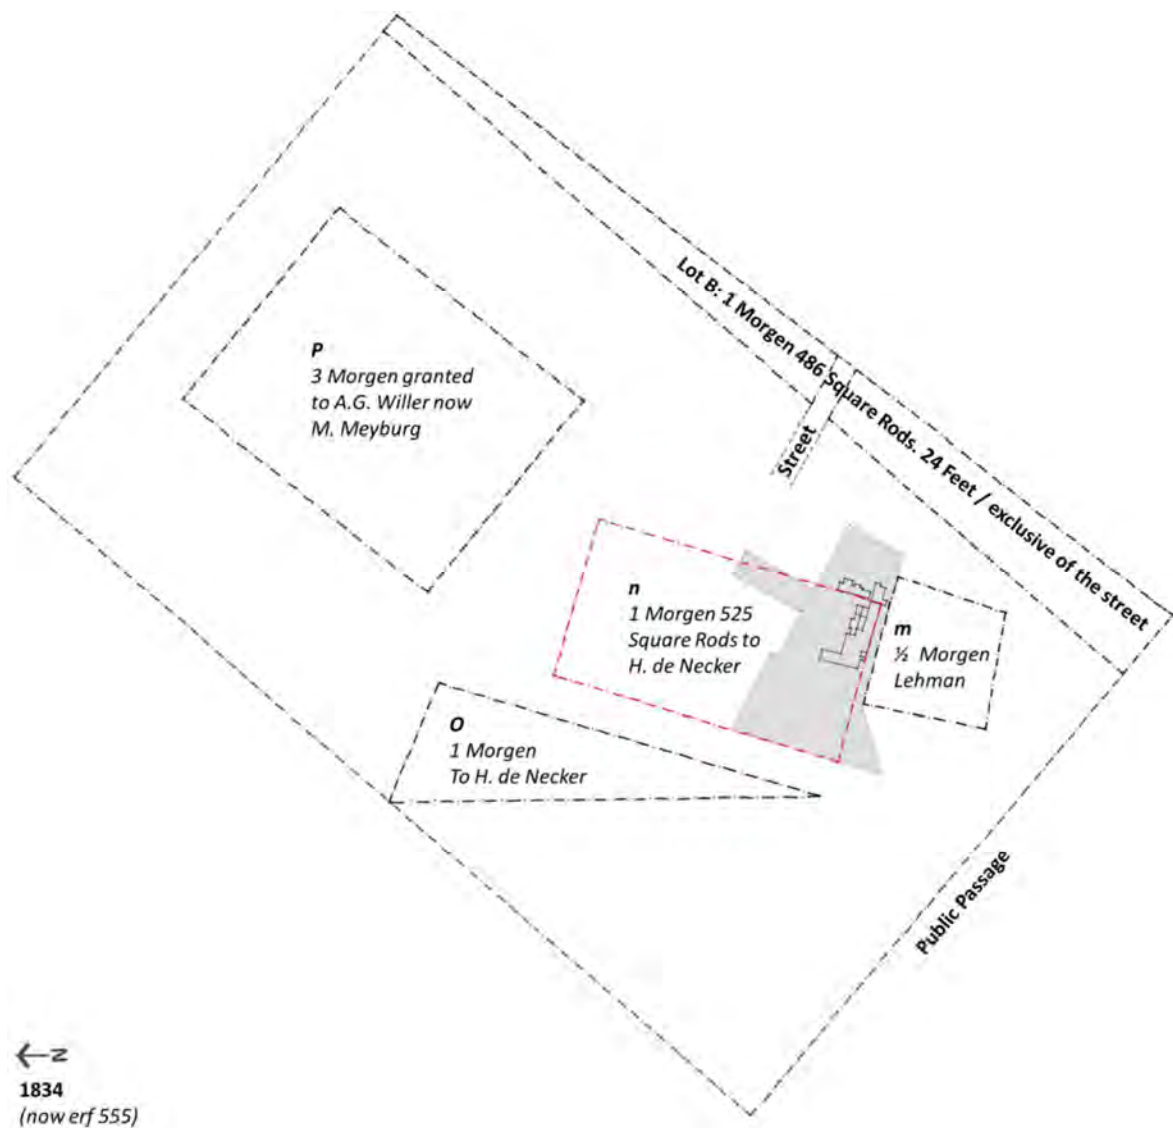 Lot B: 1 Morgen 486 Square Rods. 24 Feet / exclusive of the street
P
3 Morgen granted
to A.G. Willer now
M. Meyburg
Street
n
1 Morgen 525
Square Rods to
H. de Necker
m
½ Morgen
Lehman
O
1 Morgen
To H. de Necker
Public Passage
N
1834
(now erf 555)